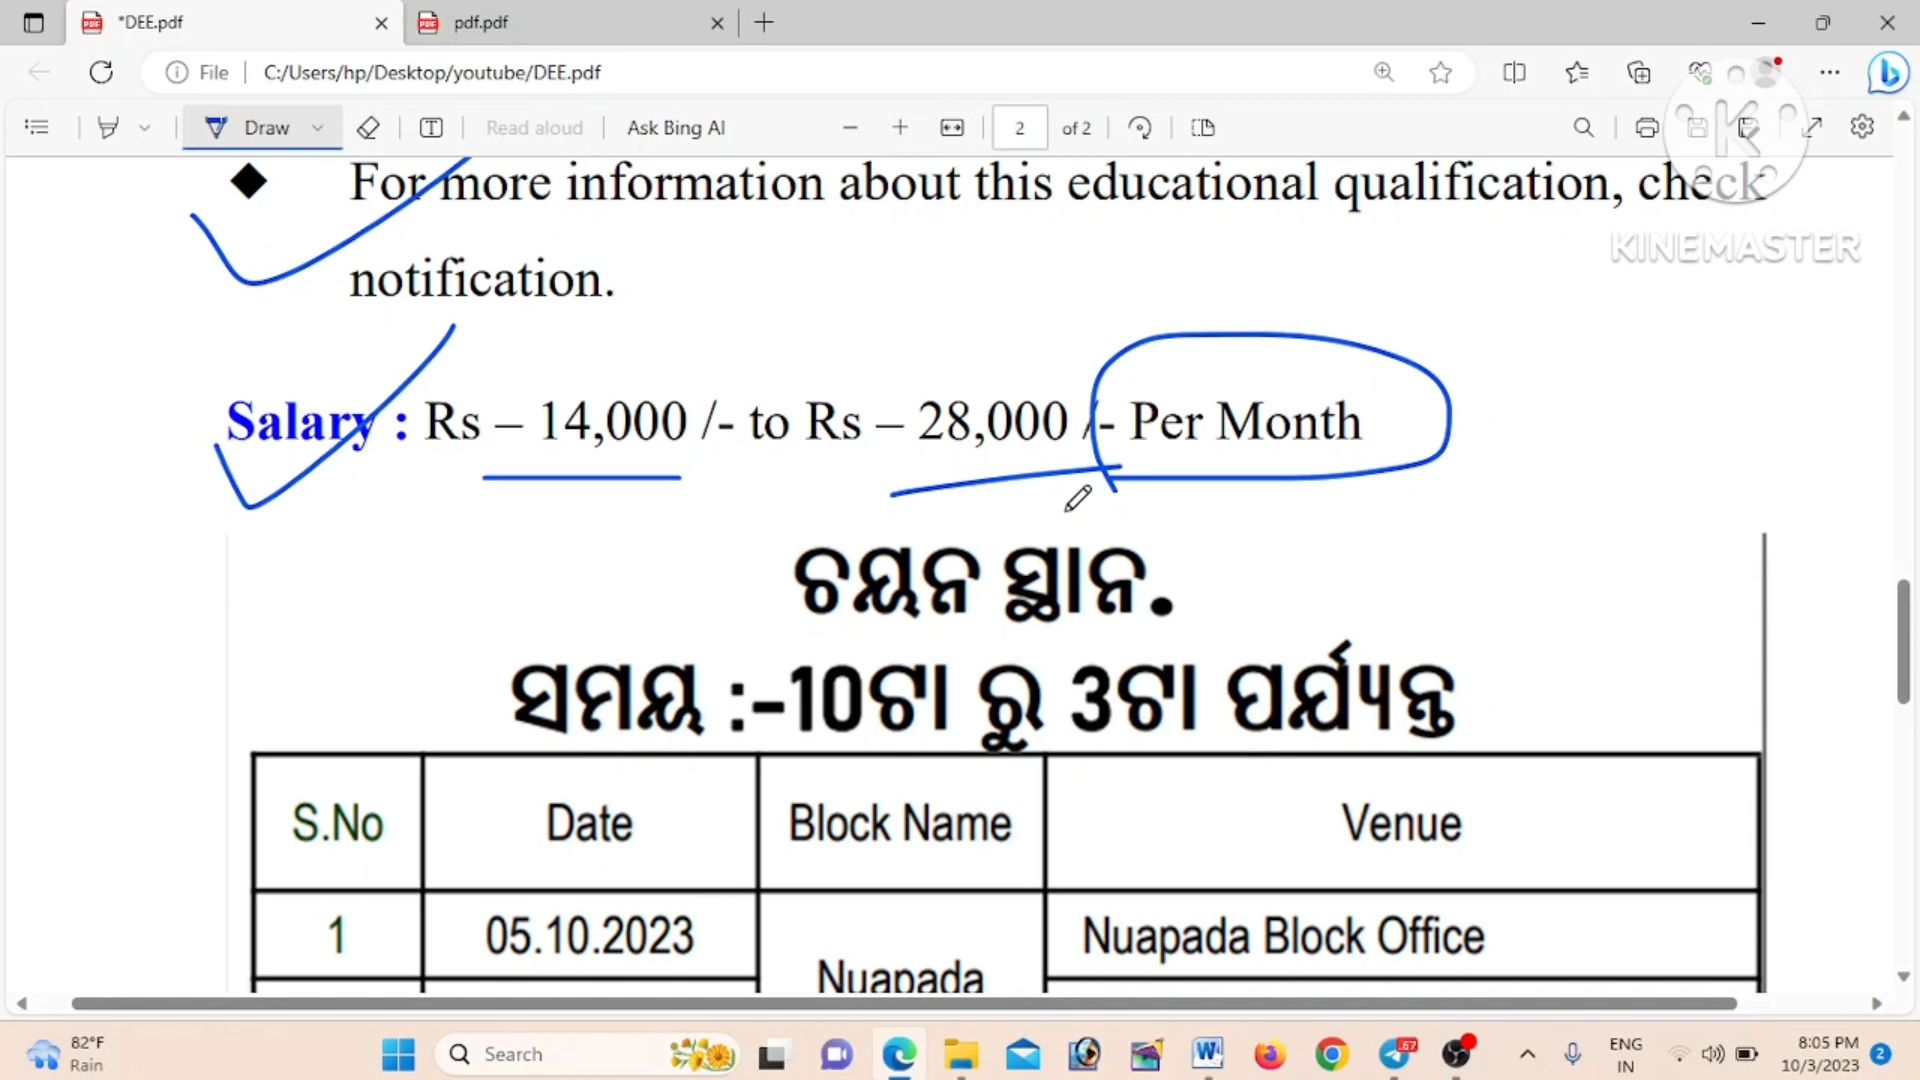 *DEE.pdf
pdf.pdf
File
C:/Users/hp/Desktop/youtube/DEE.pdf
Draw
Read aloud
Ask Bing AI
2
of 2
K
KINEMASTER
◆ For more information about this educational qualification, check
notification.
Salary : Rs – 14,000 /- to Rs – 28,000 /- Per Month
ଚୟନ ସ୍ଥାନ.
ସମୟ :-10ଟା ରୁ 3ଟା ପର୍ଯ୍ୟନ୍ତ
S.No Date Block Name Venue
1 05.10.2023 Nuapada Nuapada Block Office
82°F
Rain
Search
W
67
ENG
IN
8:05 PM
10/3/2023
2